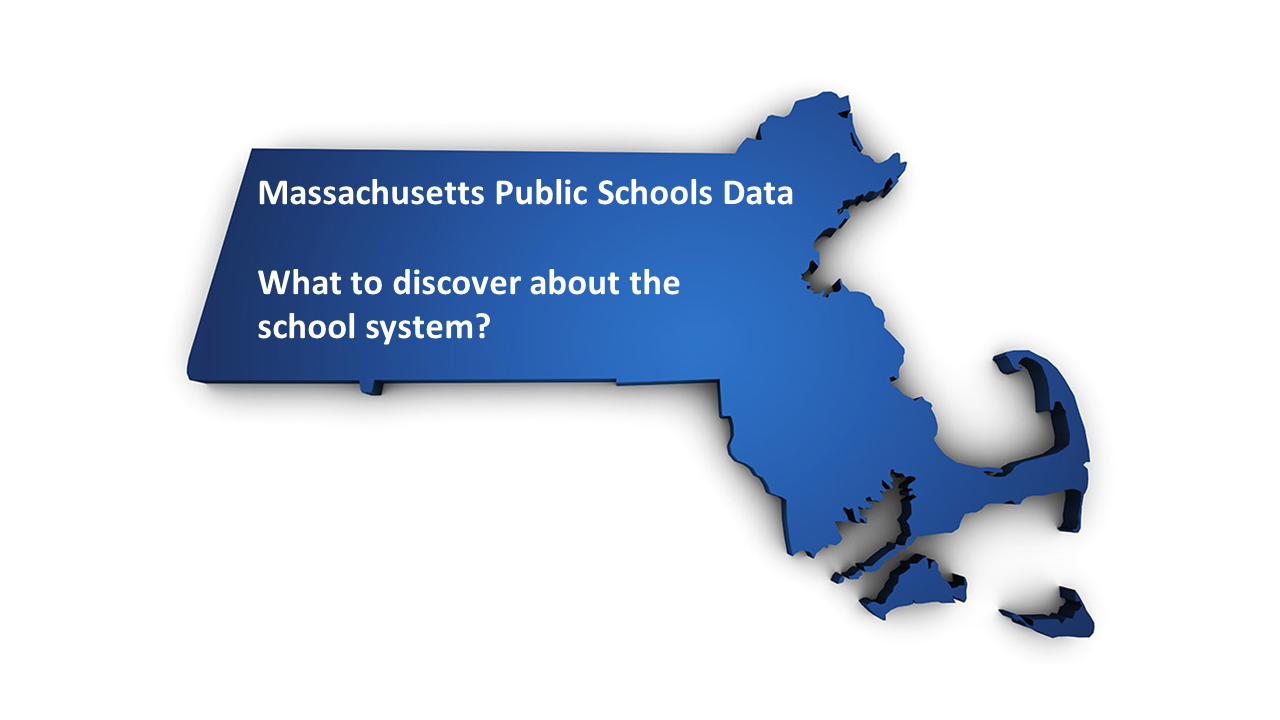 Massachusetts Public Schools Data
What to discover about the
school system?